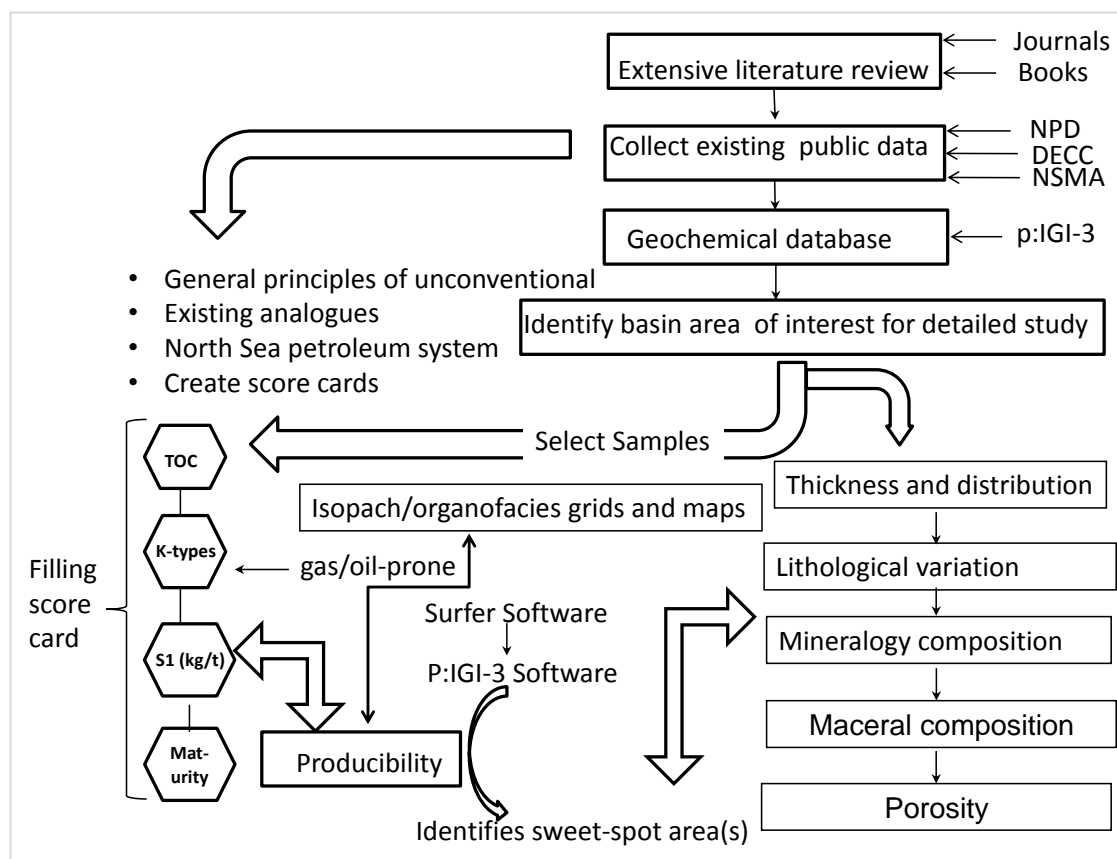 Journals
Extensive literature review
Books
NPD
Collect existing public data
DECC
NSMA
Geochemical database
p:IGI-3
• General principles of unconventional
• Existing analogues
• North Sea petroleum system
• Create score cards
Identify basin area of interest for detailed study
Select Samples
Filling
score
card
TOC
K-types
S1 (kg/t)
Mat-
urity
Isopach/organofacies grids and maps
gas/oil-prone
Surfer Software
P:IGI-3 Software
Producibility
Identifies sweet-spot area(s)
Thickness and distribution
Lithological variation
Mineralogy composition
Maceral composition
Porosity